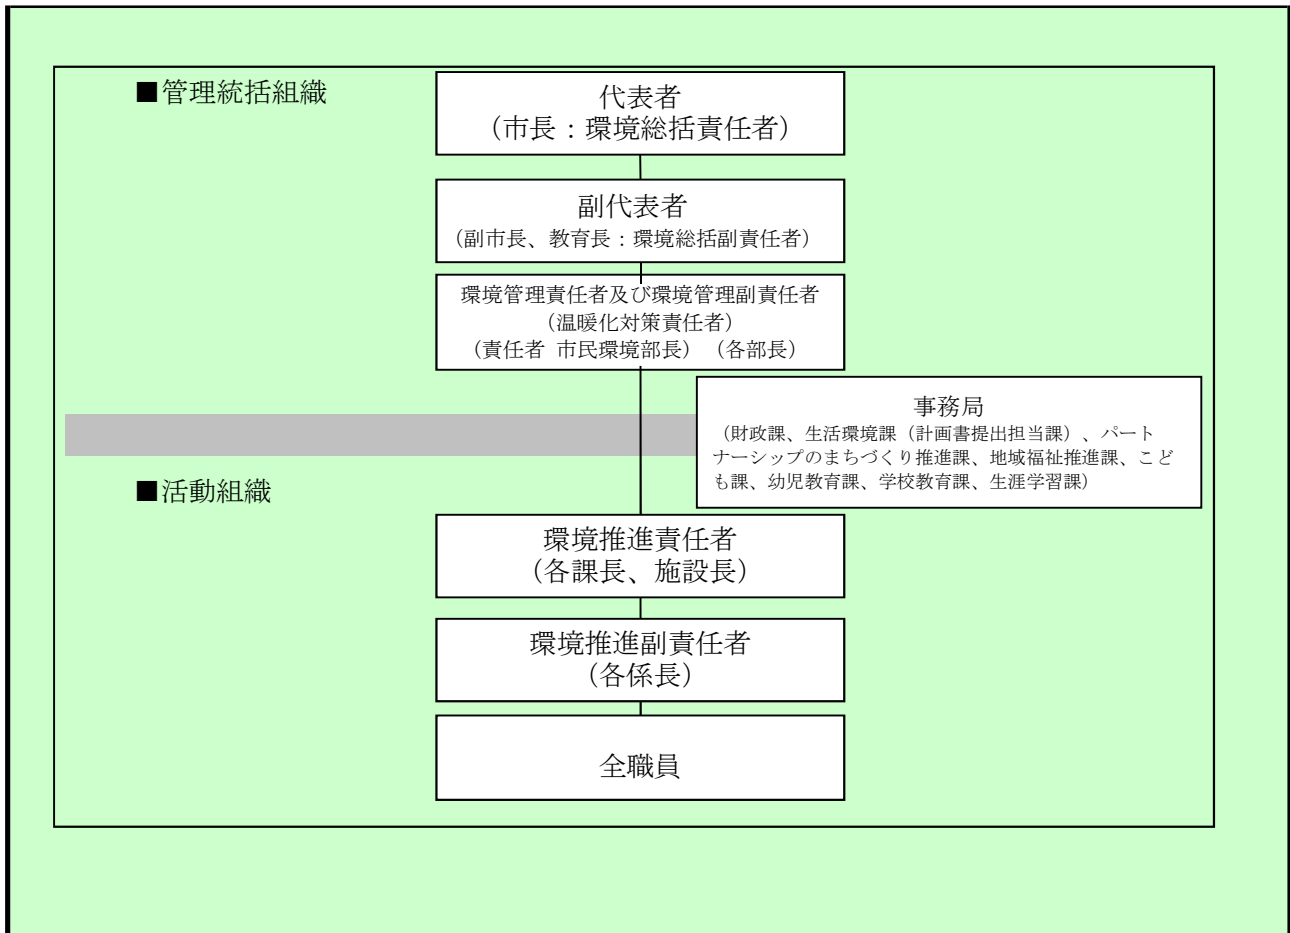 ■管理統括組織
代表者
（市長：環境総括責任者）
副代表者
（副市長、教育長：環境総括副責任者）
環境管理責任者及び環境管理副責任者
（温暖化対策責任者）
（責任者 市民環境部長）（各部長）
事務局
（財政課、生活環境課（計画書提出担当課）、パート
ナーシップのまちづくり推進課、地域福祉推進課、こど
も課、幼児教育課、学校教育課、生涯学習課）
■活動組織
環境推進責任者
（各課長、施設長）
環境推進副責任者
（各係長）
全職員